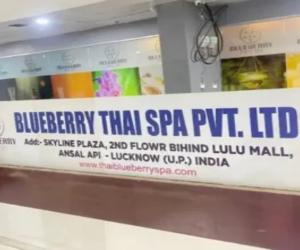 BLUEBERRY THAI SPA PVT. LTD
Add:- SKYLINE PLAZA, 2ND FLOWR BIHIND LULU MALL,
ANSAL API - LUCKNOW (U.P.) INDIA
www.thaiblueberryspa.com